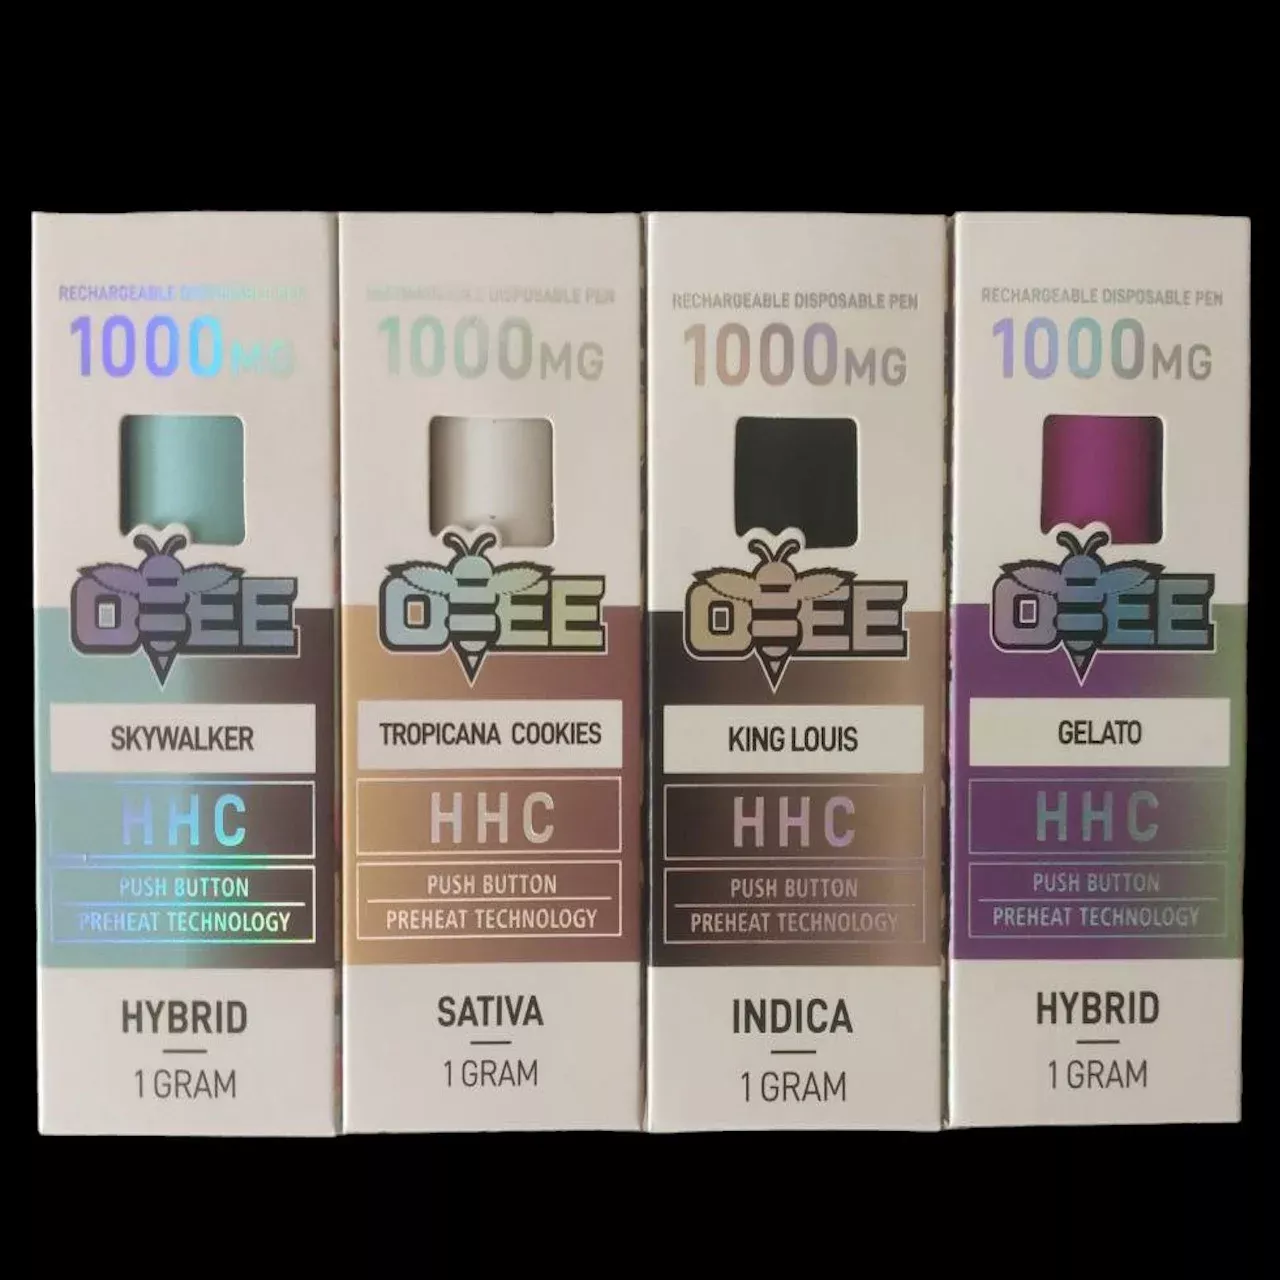 RECHARGEABLE DISPOSABLE PEN
1000MG
OBEE
SKYWALKER
HHC
PUSH BUTTON
PREHEAT TECHNOLOGY
HYBRID
1 GRAM
RECHARGEABLE DISPOSABLE PEN
1000MG
OBEE
TROPICANA COOKIES
HHC
PUSH BUTTON
PREHEAT TECHNOLOGY
SATIVA
1 GRAM
RECHARGEABLE DISPOSABLE PEN
1000MG
OBEE
KING LOUIS
HHC
PUSH BUTTON
PREHEAT TECHNOLOGY
INDICA
1 GRAM
RECHARGEABLE DISPOSABLE PEN
1000MG
OBEE
GELATO
HHC
PUSH BUTTON
PREHEAT TECHNOLOGY
HYBRID
1 GRAM